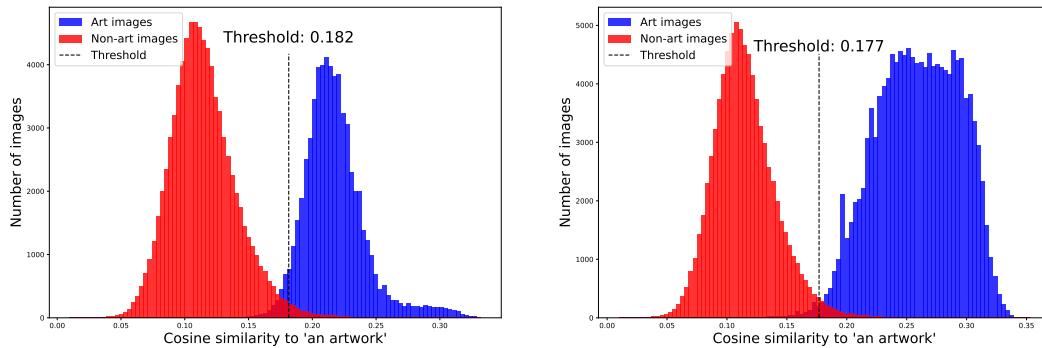 Art images
Non-art images
Threshold
Threshold: 0.182
Number of images
4000
3000
2000
1000
0
0.00 0.05 0.10 0.15 0.20 0.25 0.30
Cosine similarity to 'an artwork'
Art images
Non-art images
Threshold
Threshold: 0.177
Number of images
5000
4000
3000
2000
1000
0
0.00 0.05 0.10 0.15 0.20 0.25 0.30 0.35
Cosine similarity to 'an artwork'